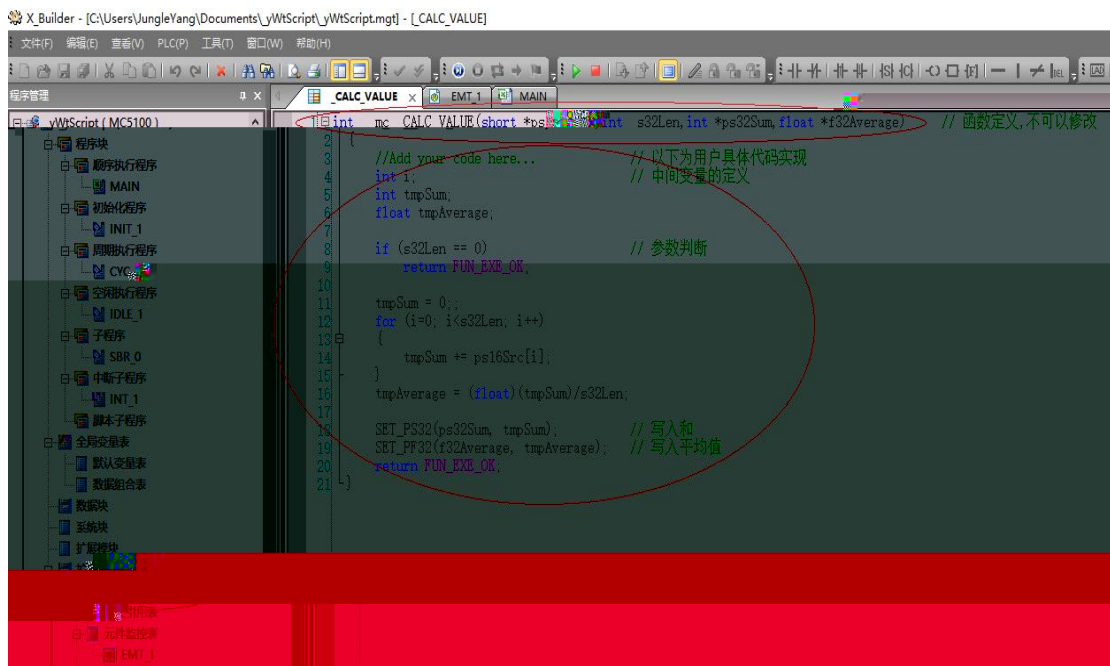 X_Builder - [C:\Users\JungleYang\Documents\_yWtScript\_yWtScript.mgt] - [_CALC_VALUE]
文件(F) 编辑(E) 查看(V) PLC(P) 工具(T) 窗口(W) 帮助(H)
程序管理
_CALC_VALUE EMT_1 MAIN
_yWtScript ( MC5100 )
程序块
顺序执行程序
MAIN
初始化程序
INIT_1
周期执行程序
CYC
空闲执行程序
IDLE_1
子程序
SBR_0
中断子程序
INT_1
脚本子程序
全局变量表
默认变量表
数据组合表
数据块
系统块
扩展模块
引用表
元件监控表
EMT_1
1 int mc__CALC_VALUE(short *ps int s32Len,int *ps32Sum,float *f32Average) // 函数定义,不可以修改
2 {
3 //Add your code here... // 以下为用户具体代码实现
4 int i; // 中间变量的定义
5 int tmpSum;
6 float tmpAverage;
7
8 if (s32Len == 0) // 参数判断
9 return FUN_EXE_OK;
10
11 tmpSum = 0;;
12 for (i=0; i<s32Len; i++)
13 {
14 tmpSum += ps16Src[i];
15 }
16 tmpAverage = (float)(tmpSum)/s32Len;
17
18 SET_PS32(ps32Sum, tmpSum); // 写入和
19 SET_PF32(f32Average, tmpAverage); // 写入平均值
20 return FUN_EXE_OK;
21 }